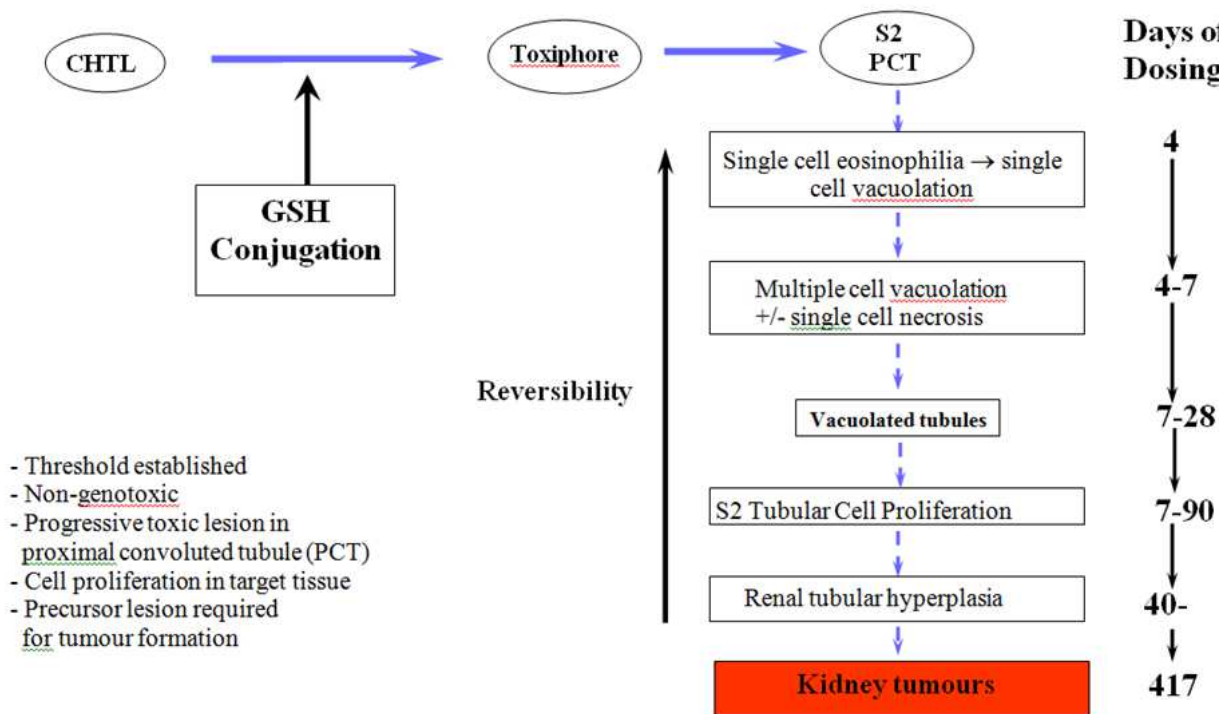 CHTL
Toxiphore
S2
PCT
Days of
Dosing
GSH
Conjugation
Reversibility
Single cell eosinophilia → single
cell vacuolation
4
Multiple cell vacuolation
+/- single cell necrosis
4-7
Vacuolated tubules
7-28
S2 Tubular Cell Proliferation
7-90
Renal tubular hyperplasia
40-
Kidney tumours
417
- Threshold established
- Non-genotoxic
- Progressive toxic lesion in
proximal convoluted tubule (PCT)
- Cell proliferation in target tissue
- Precursor lesion required
for tumour formation